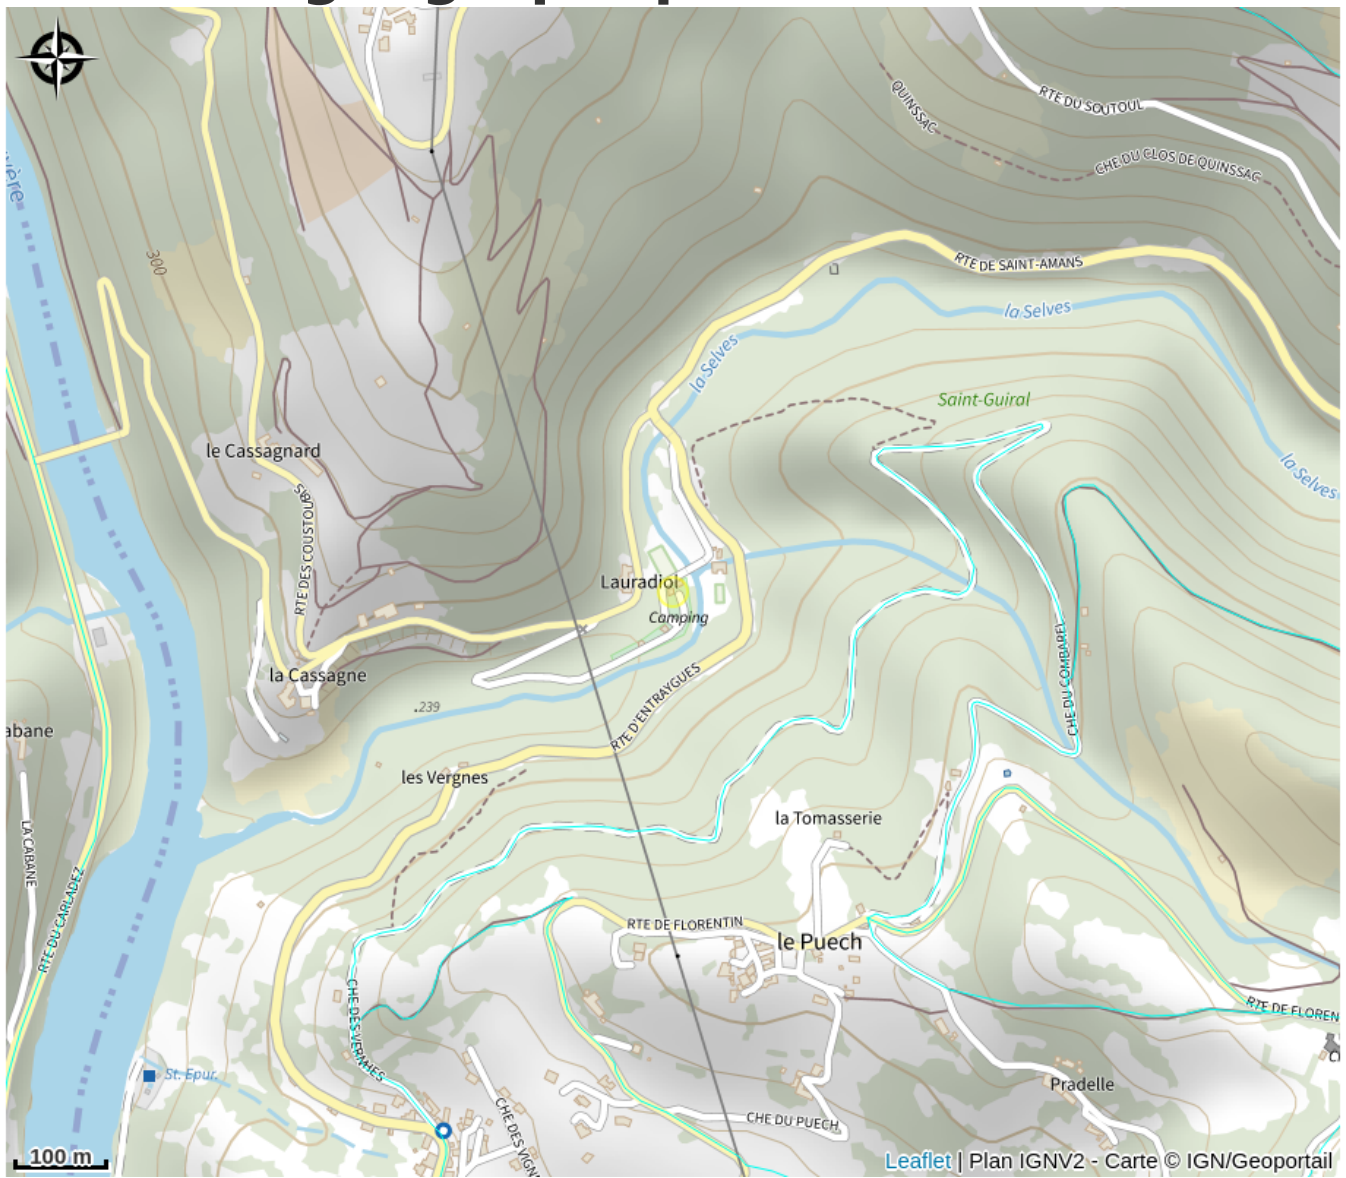 RTE DU SOUTOUL
QUINSSAC
CHE DU CLOS DE QUINSSAC
300
RTE DE SAINT-AMANS
la Selves
la Selves
Saint-Guiral
le Cassagnard
la Selves
RTE DES COUSTOURS
Lauradiol
Camping
CHE DU COMBAREL
la Cassagne
.239
RTE D'ENTRAYGUES
abane
les Vergnes
la Tomasserie
LA CABANE
RTE DU CARLADEZ
RTE DE FLORENTIN
le Puech
CHE DES VERNHES
RTE DE FLOREN
St. Epur.
Pradelle
CHE DES VIGN
CHE DU PUECH
100 m
Leaflet | Plan IGNV2 - Carte © IGN/Geoportail